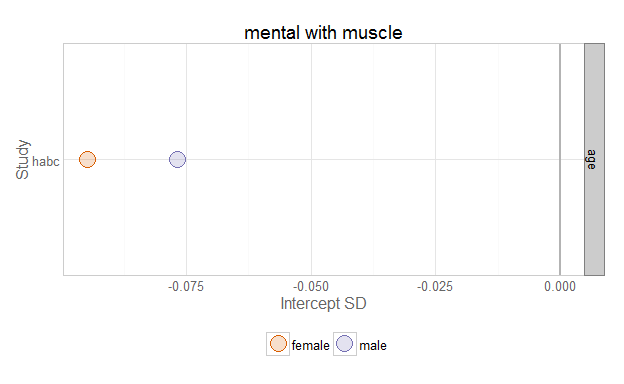 mental with muscle
Study
habc
age
-0.075 -0.050 -0.025 0.000
Intercept SD
female male